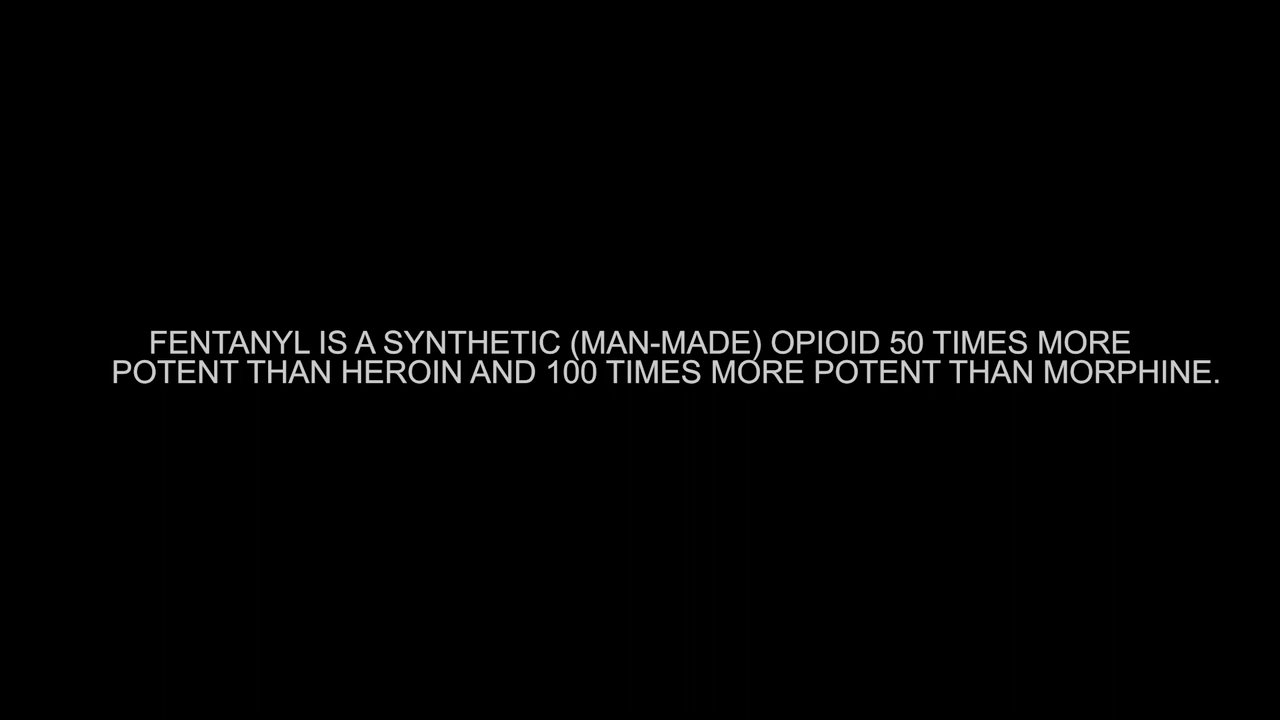 FENTANYL IS A SYNTHETIC (MAN-MADE) OPIOID 50 TIMES MORE
POTENT THAN HEROIN AND 100 TIMES MORE POTENT THAN MORPHINE.